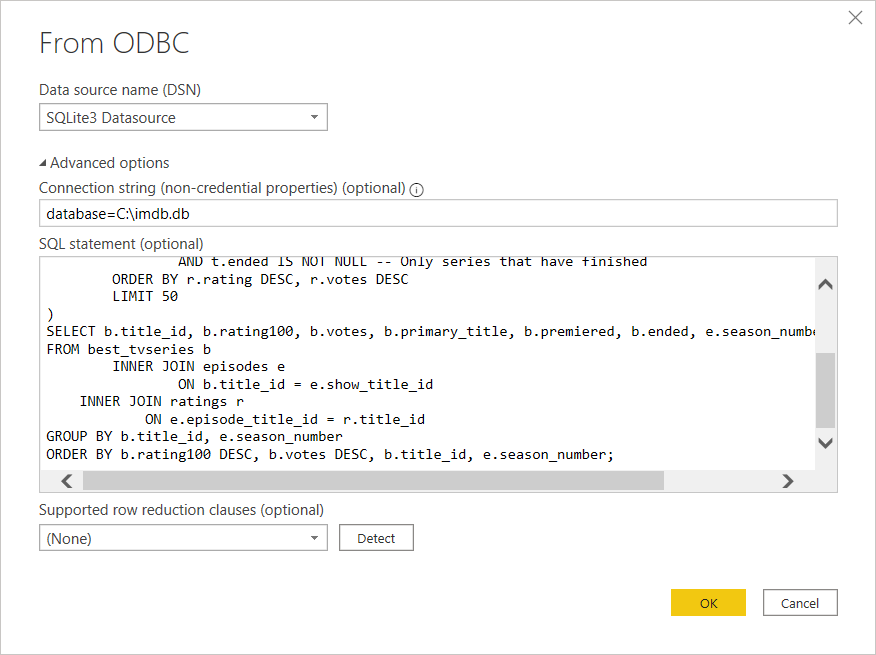 From ODBC
Data source name (DSN)
SQLite3 Datasource
Advanced options
Connection string (non-credential properties) (optional)
database=C:\imdb.db
SQL statement (optional)
AND t.ended IS NOT NULL -- Only series that have finished
ORDER BY r.rating DESC, r.votes DESC
LIMIT 50
)
SELECT b.title_id, b.rating100, b.votes, b.primary_title, b.premiered, b.ended, e.season_numbe
FROM best_tvseries b
INNER JOIN episodes e
ON b.title_id = e.show_title_id
INNER JOIN ratings r
ON e.episode_title_id = r.title_id
GROUP BY b.title_id, e.season_number
ORDER BY b.rating100 DESC, b.votes DESC, b.title_id, e.season_number;
Supported row reduction clauses (optional)
(None)
Detect
OK
Cancel